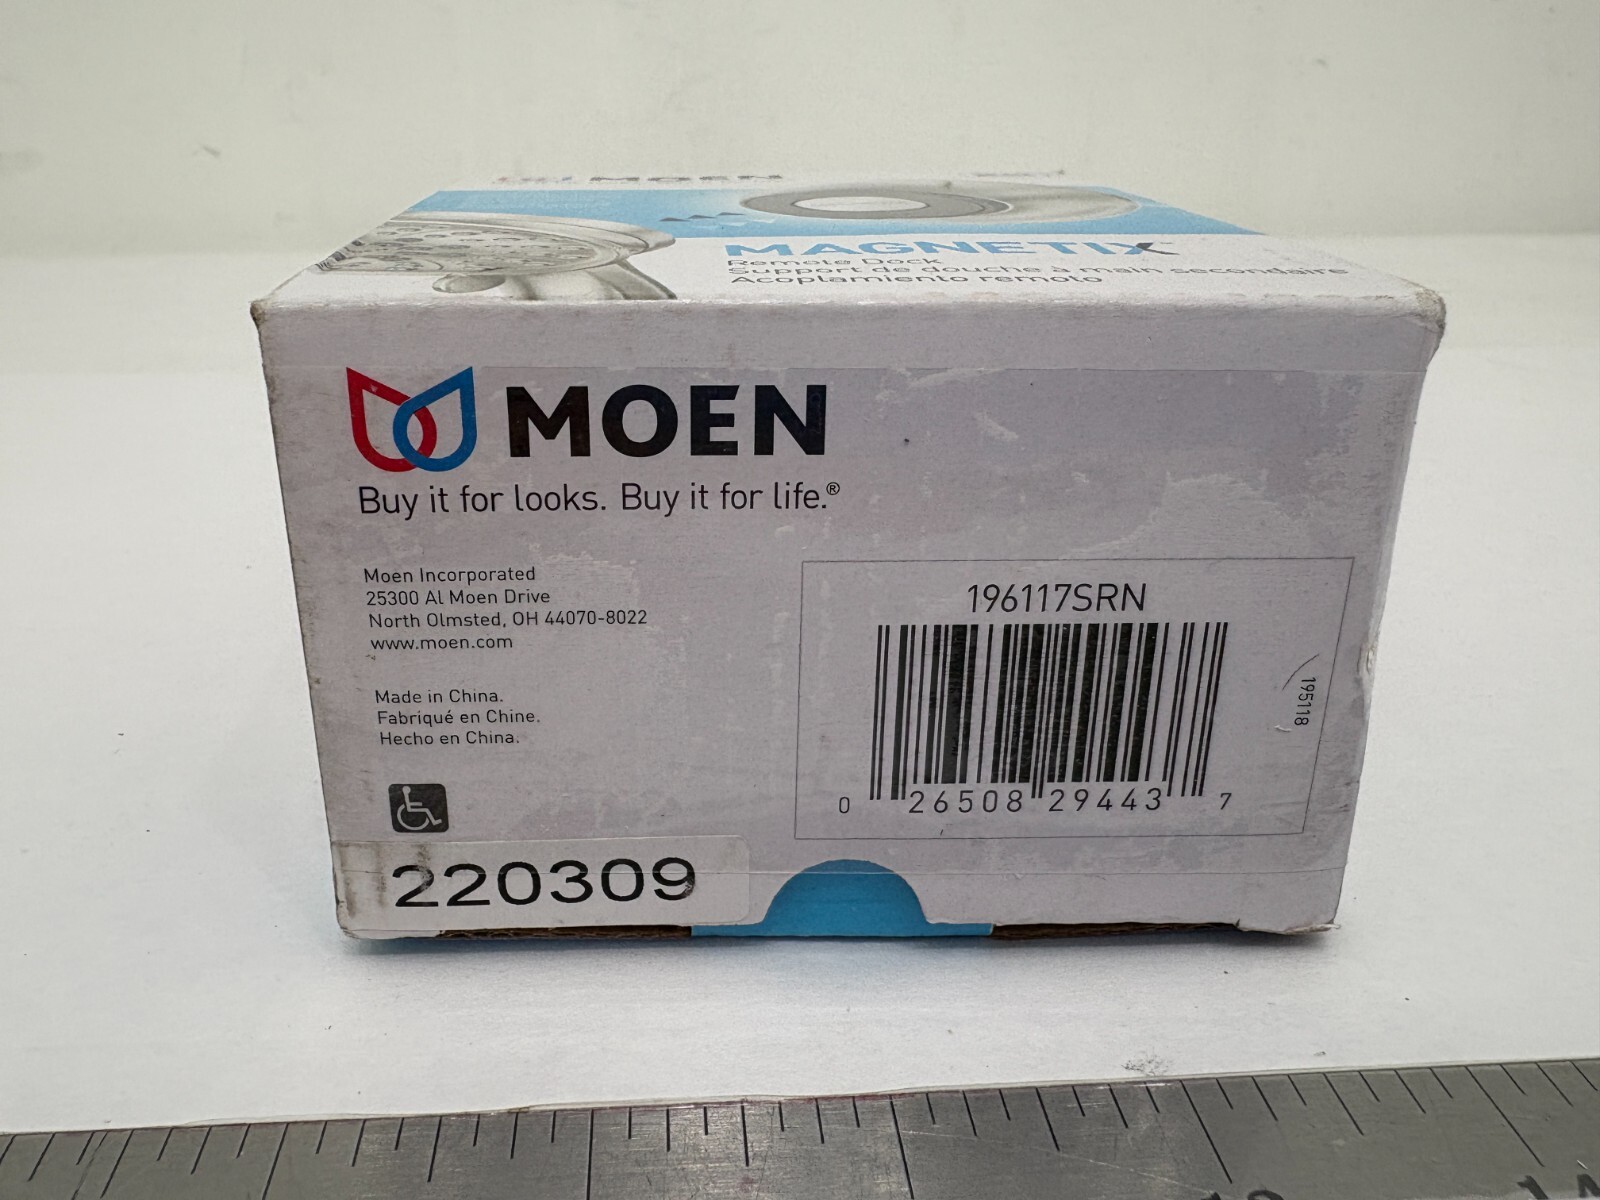 MOEN
MAGNETIX
Remote Dock
Support de douche à main secondaire
Acoplamiento remoto
MOEN
Buy it for looks. Buy it for life.®
Moen Incorporated
25300 Al Moen Drive
North Olmsted, OH 44070-8022
www.moen.com
Made in China.
Fabriqué en Chine.
Hecho en China.
196117SRN
195118
0 26508 29443 7
220309